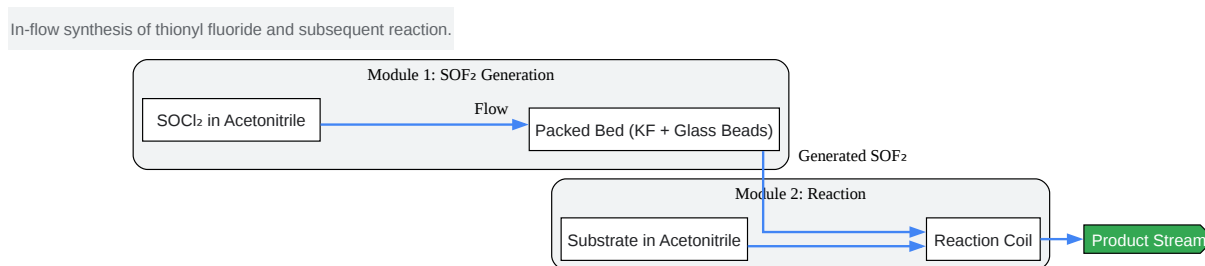 In-flow synthesis of thionyl fluoride and subsequent reaction.
Module 1: SOF₂ Generation
SOCl₂ in Acetonitrile
Flow
Packed Bed (KF + Glass Beads)
Generated SOF₂
Module 2: Reaction
Substrate in Acetonitrile
Reaction Coil
Product Stream